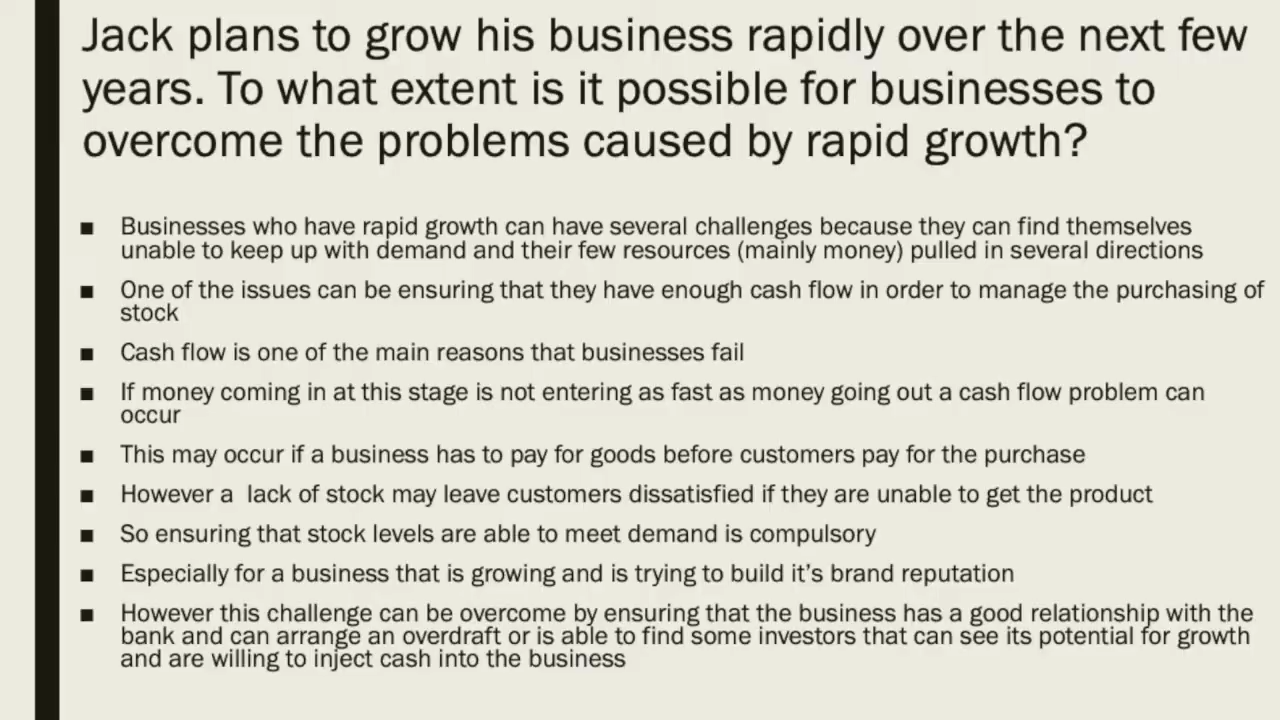 Jack plans to grow his business rapidly over the next few
years. To what extent is it possible for businesses to
overcome the problems caused by rapid growth?
■ Businesses who have rapid growth can have several challenges because they can find themselves
unable to keep up with demand and their few resources (mainly money) pulled in several directions
■ One of the issues can be ensuring that they have enough cash flow in order to manage the purchasing of
stock
■ Cash flow is one of the main reasons that businesses fail
■ If money coming in at this stage is not entering as fast as money going out a cash flow problem can
occur
■ This may occur if a business has to pay for goods before customers pay for the purchase
■ However a  lack of stock may leave customers dissatisfied if they are unable to get the product
■ So ensuring that stock levels are able to meet demand is compulsory
■ Especially for a business that is growing and is trying to build it's brand reputation
■ However this challenge can be overcome by ensuring that the business has a good relationship with the
bank and can arrange an overdraft or is able to find some investors that can see its potential for growth
and are willing to inject cash into the business